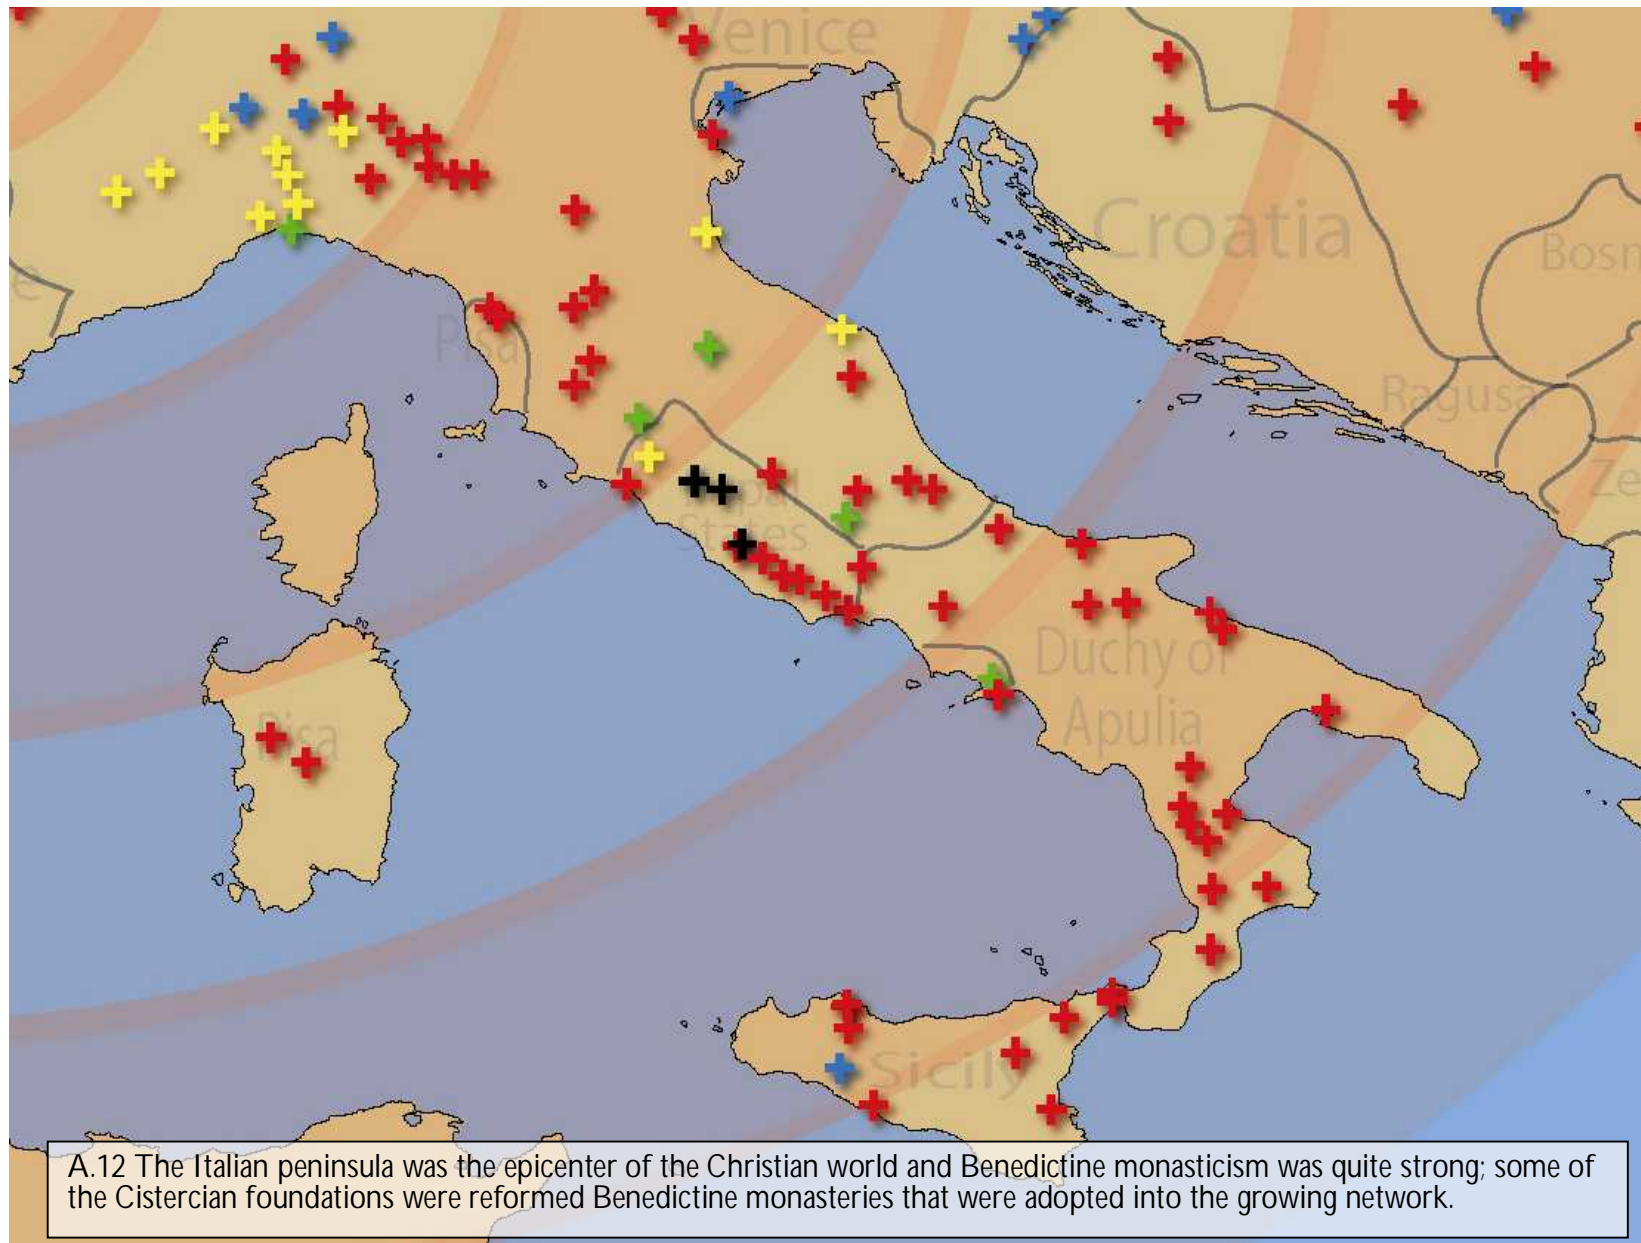 Venice
Croatia
Bosn
Pisa
Ragusa
Ze
States
Duchy of
Apulia
Pisa
Sicily
A.12 The Italian peninsula was the epicenter of the Christian world and Benedictine monasticism was quite strong; some of
the Cistercian foundations were reformed Benedictine monasteries that were adopted into the growing network.